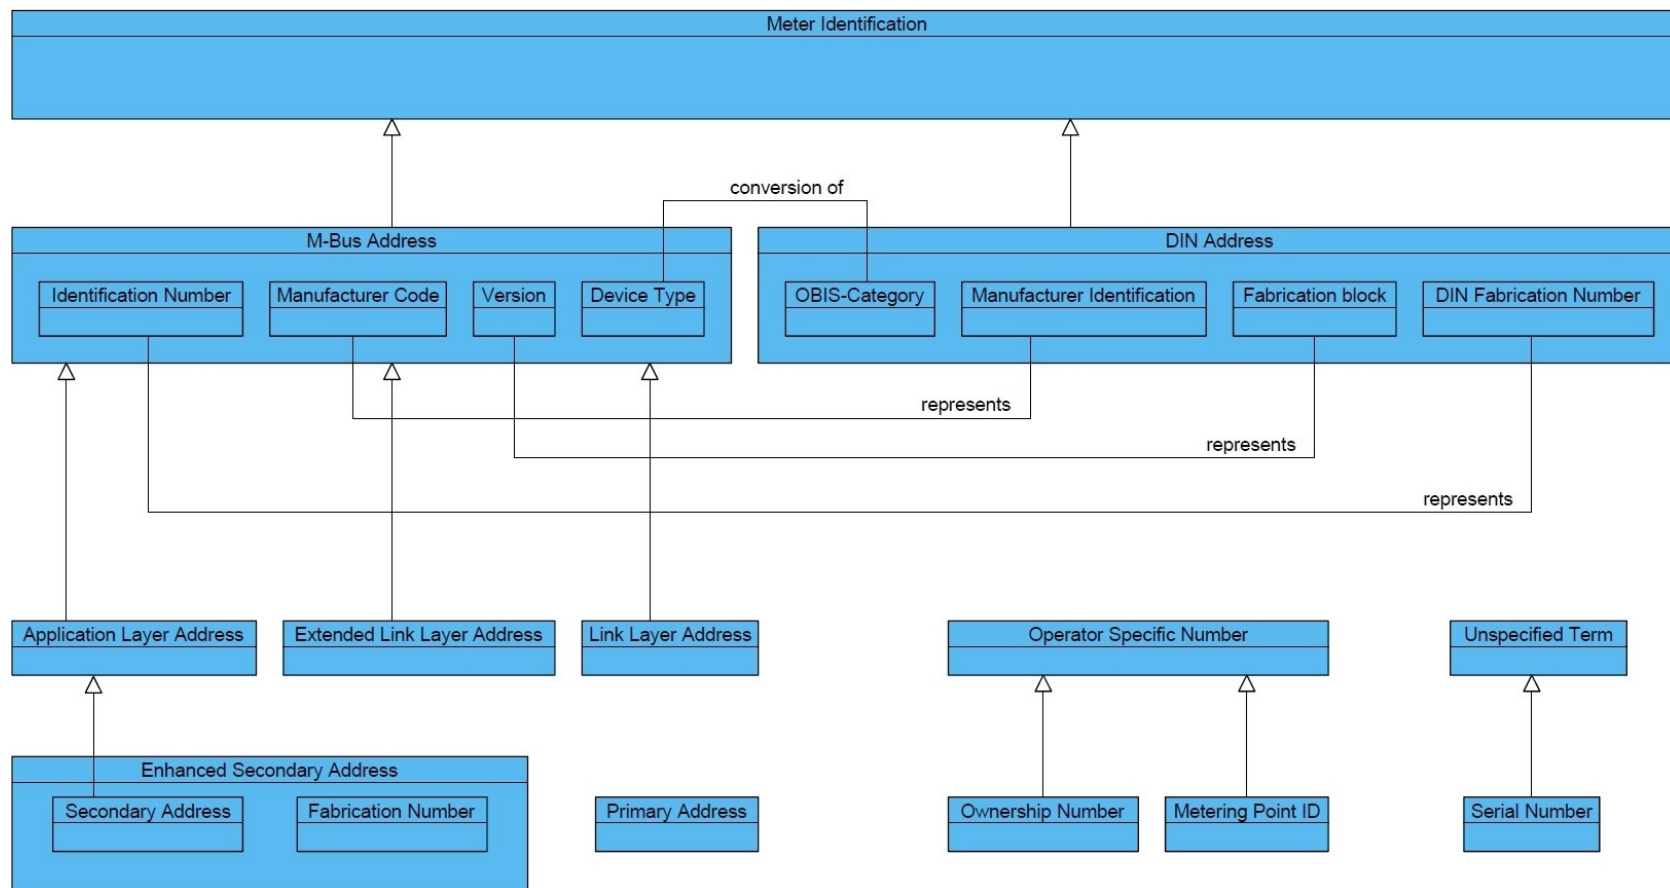 Meter Identification
conversion of
M-Bus Address
DIN Address
Identification Number
Manufacturer Code
Version
Device Type
OBIS-Category
Manufacturer Identification
Fabrication block
DIN Fabrication Number
represents
represents
represents
Application Layer Address
Extended Link Layer Address
Link Layer Address
Operator Specific Number
Unspecified Term
Enhanced Secondary Address
Secondary Address
Fabrication Number
Primary Address
Ownership Number
Metering Point ID
Serial Number